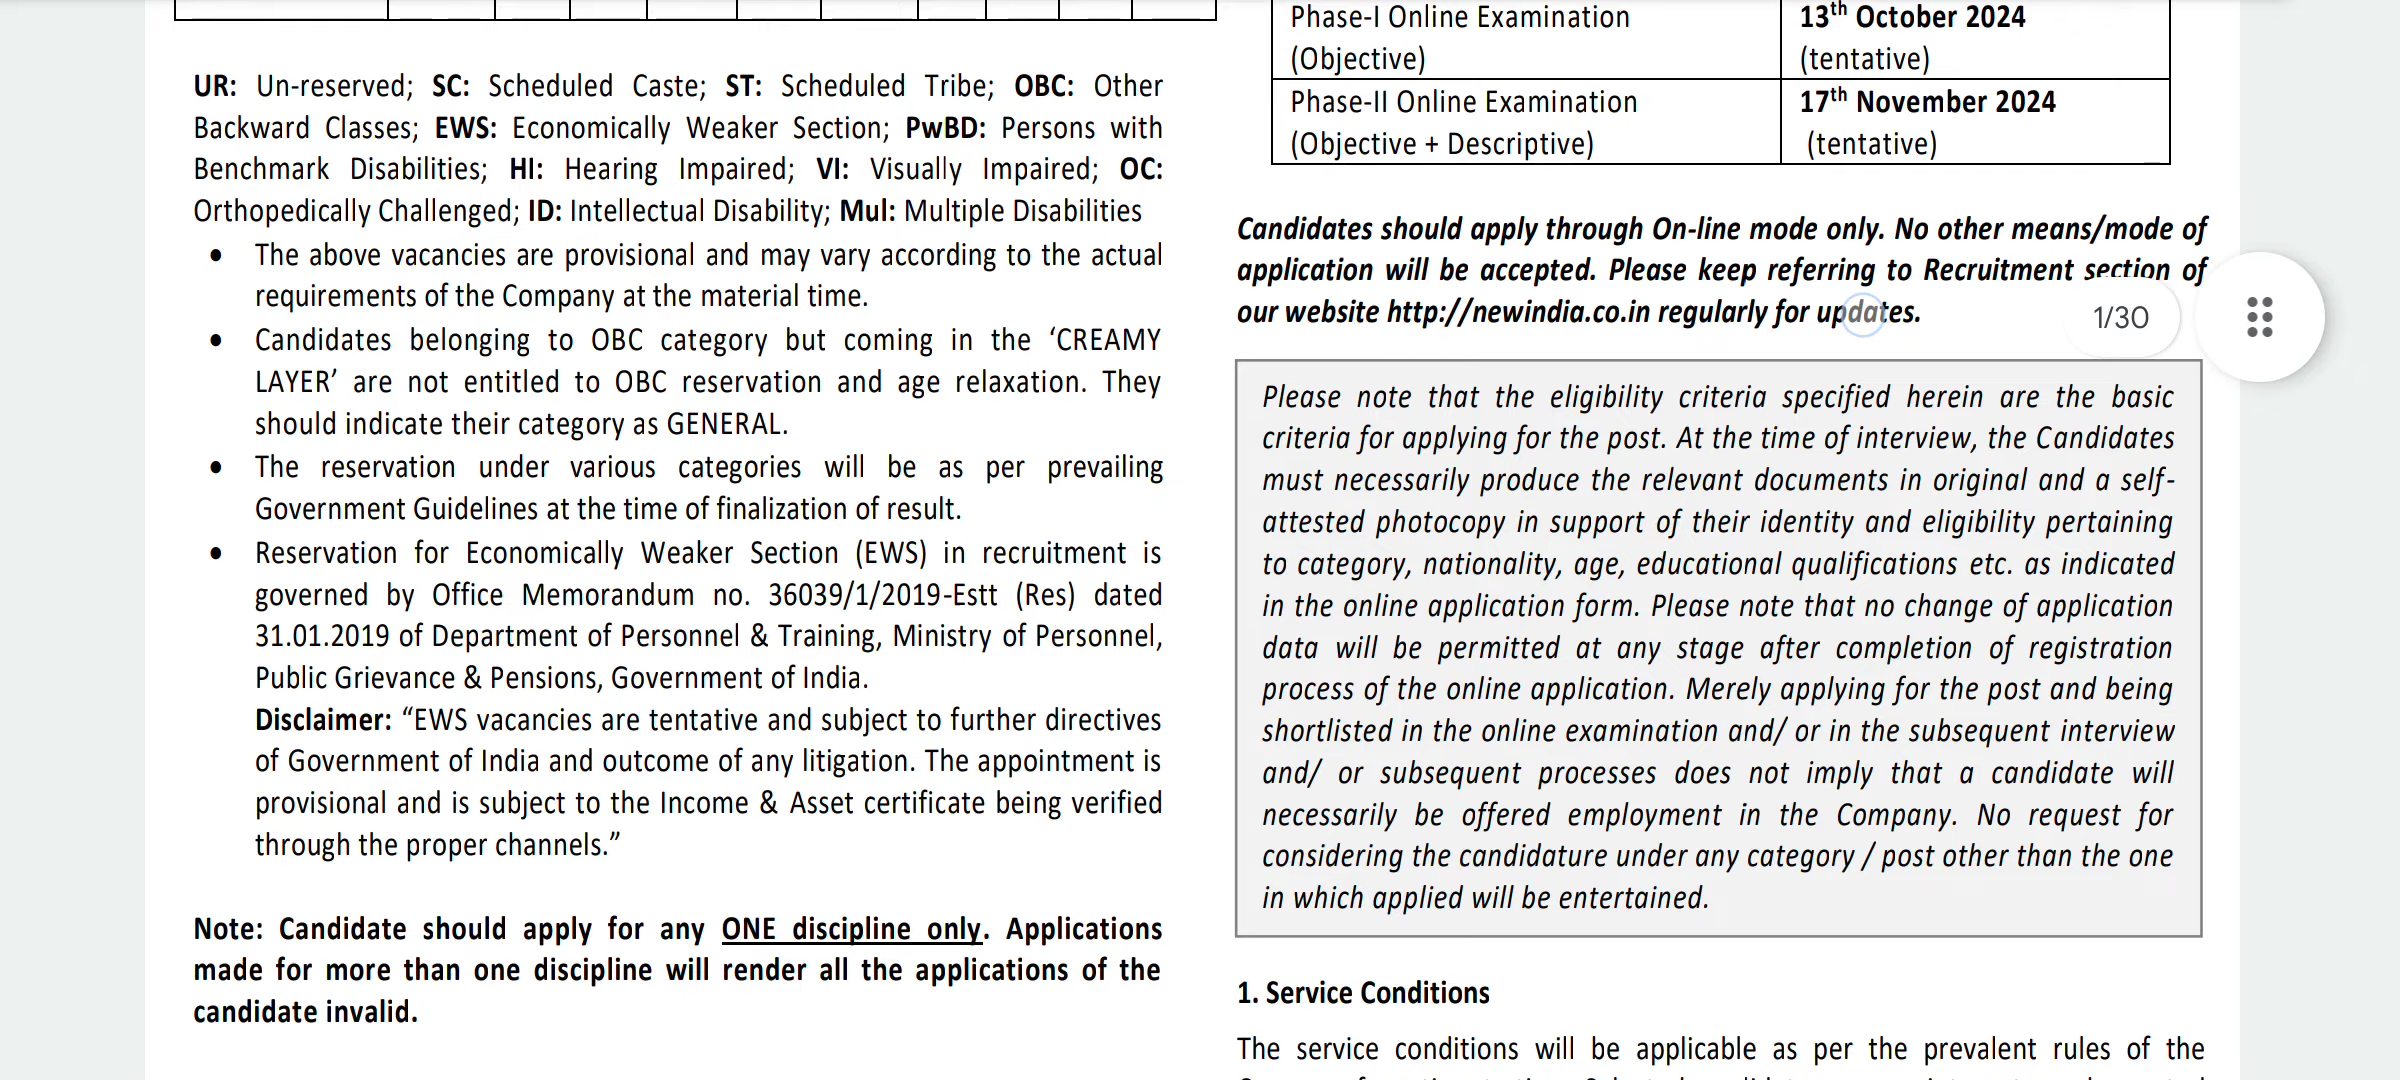 UR: Un-reserved; SC: Scheduled Caste; ST: Scheduled Tribe; OBC: Other
Backward Classes; EWS: Economically Weaker Section; PwBD: Persons with
Benchmark Disabilities; HI: Hearing Impaired; VI: Visually Impaired; OC:
Orthopedically Challenged; ID: Intellectual Disability; Mul: Multiple Disabilities
• The above vacancies are provisional and may vary according to the actual
requirements of the Company at the material time.
• Candidates belonging to OBC category but coming in the ‘CREAMY
LAYER’ are not entitled to OBC reservation and age relaxation. They
should indicate their category as GENERAL.
• The reservation under various categories will be as per prevailing
Government Guidelines at the time of finalization of result.
• Reservation for Economically Weaker Section (EWS) in recruitment is
governed by Office Memorandum no. 36039/1/2019-Estt (Res) dated
31.01.2019 of Department of Personnel & Training, Ministry of Personnel,
Public Grievance & Pensions, Government of India.
Disclaimer: “EWS vacancies are tentative and subject to further directives
of Government of India and outcome of any litigation. The appointment is
provisional and is subject to the Income & Asset certificate being verified
through the proper channels.”
Note: Candidate should apply for any ONE discipline only. Applications
made for more than one discipline will render all the applications of the
candidate invalid.
Phase-I Online Examination 13th October 2024
(Objective) (tentative)
Phase-II Online Examination 17th November 2024
(Objective + Descriptive) (tentative)
Candidates should apply through On-line mode only. No other means/mode of
application will be accepted. Please keep referring to Recruitment section of
our website http://newindia.co.in regularly for updates.
1/30
Please note that the eligibility criteria specified herein are the basic
criteria for applying for the post. At the time of interview, the Candidates
must necessarily produce the relevant documents in original and a self-
attested photocopy in support of their identity and eligibility pertaining
to category, nationality, age, educational qualifications etc. as indicated
in the online application form. Please note that no change of application
data will be permitted at any stage after completion of registration
process of the online application. Merely applying for the post and being
shortlisted in the online examination and/ or in the subsequent interview
and/ or subsequent processes does not imply that a candidate will
necessarily be offered employment in the Company. No request for
considering the candidature under any category / post other than the one
in which applied will be entertained.
1. Service Conditions
The service conditions will be applicable as per the prevalent rules of the